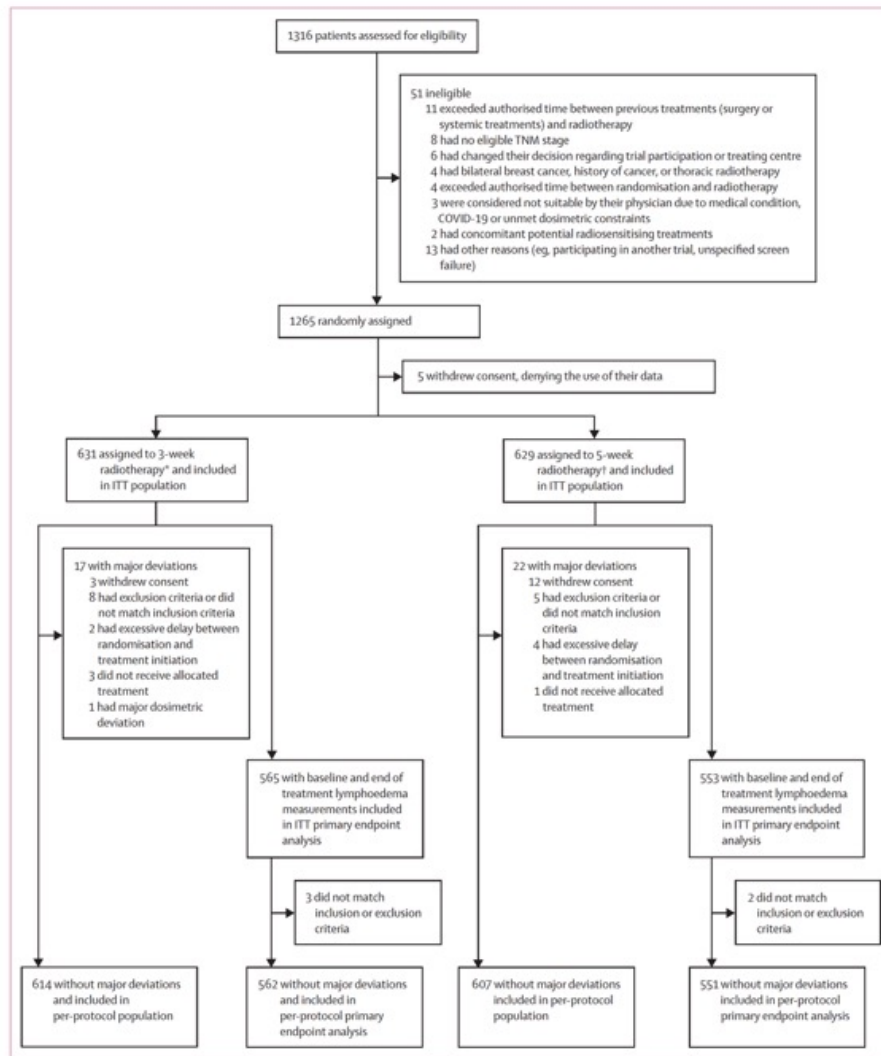 1316 patients assessed for eligibility
51 ineligible
11 exceeded authorised time between previous treatments (surgery or
systemic treatments) and radiotherapy
8 had no eligible TNM stage
6 had changed their decision regarding trial participation or treating centre
4 had bilateral breast cancer, history of cancer, or thoracic radiotherapy
4 exceeded authorised time between randomisation and radiotherapy
3 were considered not suitable by their physician due to medical condition,
COVID-19 or unmet dosimetric constraints
2 had concomitant potential radiosensitising treatments
13 had other reasons (eg, participating in another trial, unspecified screen
failure)
1265 randomly assigned
5 withdrew consent, denying the use of their data
631 assigned to 3-week
radiotherapy* and included
in ITT population
629 assigned to 5-week
radiotherapy† and included
in ITT population
17 with major deviations
3 withdrew consent
8 had exclusion criteria or did
not match inclusion criteria
2 had excessive delay between
randomisation and
treatment initiation
3 did not receive allocated
treatment
1 had major dosimetric
deviation
22 with major deviations
12 withdrew consent
5 had exclusion criteria or
did not match inclusion
criteria
4 had excessive delay
between randomisation
and treatment initiation
1 did not receive allocated
treatment
565 with baseline and end of
treatment lymphoedema
measurements included
in ITT primary endpoint
analysis
553 with baseline and end of
treatment lymphoedema
measurements included
in ITT primary endpoint
analysis
3 did not match
inclusion or exclusion
criteria
2 did not match
inclusion or exclusion
criteria
614 without major deviations
and included in
per-protocol population
562 without major deviations
and included in
per-protocol primary
endpoint analysis
607 without major deviations
included in per-protocol
population
551 without major deviations
included in per-protocol
primary endpoint analysis